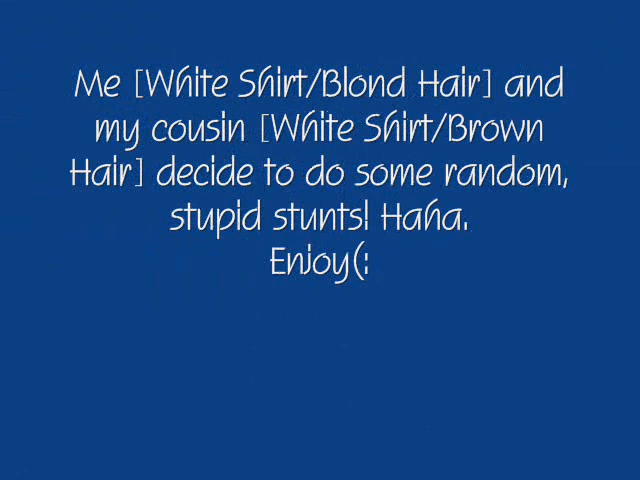 Me [White Shirt/Blond Hair] and
my cousin [White Shirt/Brown
Hair] decide to do some random,
stupid stunts! Haha.
Enjoy(: